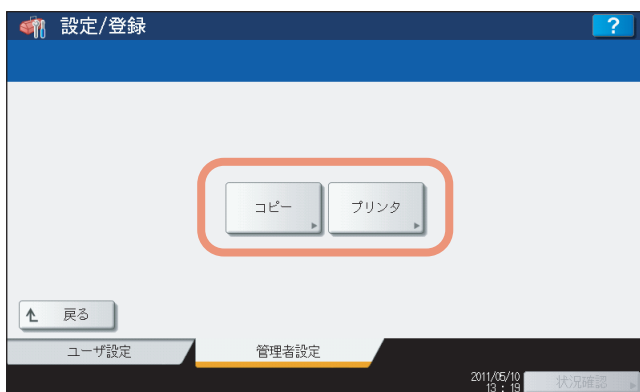 設定/登録
?
コピー
プリンタ
戻る
ユーザ設定
管理者設定
2011/05/10
13:19
状況確認